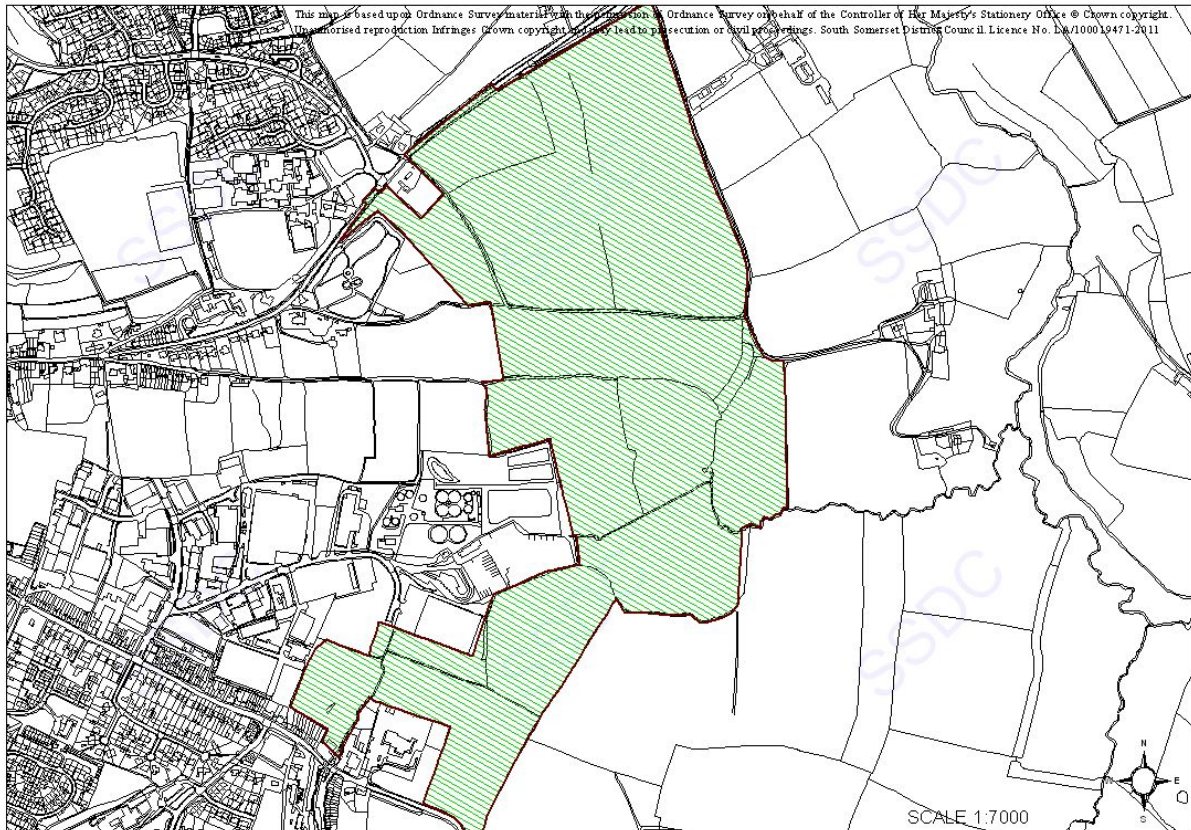 This map is based upon Ordnance Survey material with the permission of Ordnance Survey on behalf of the Controller of Her Majesty's Stationery Office © Crown copyright.
Unauthorised reproduction Infringes Crown copyright and may lead to prosecution or civil proceedings. South Somerset District Council. Licence No. LA/100019471-2011
SSDC
SSDC
SSDC
N
W E
S
SCALE 1:7000